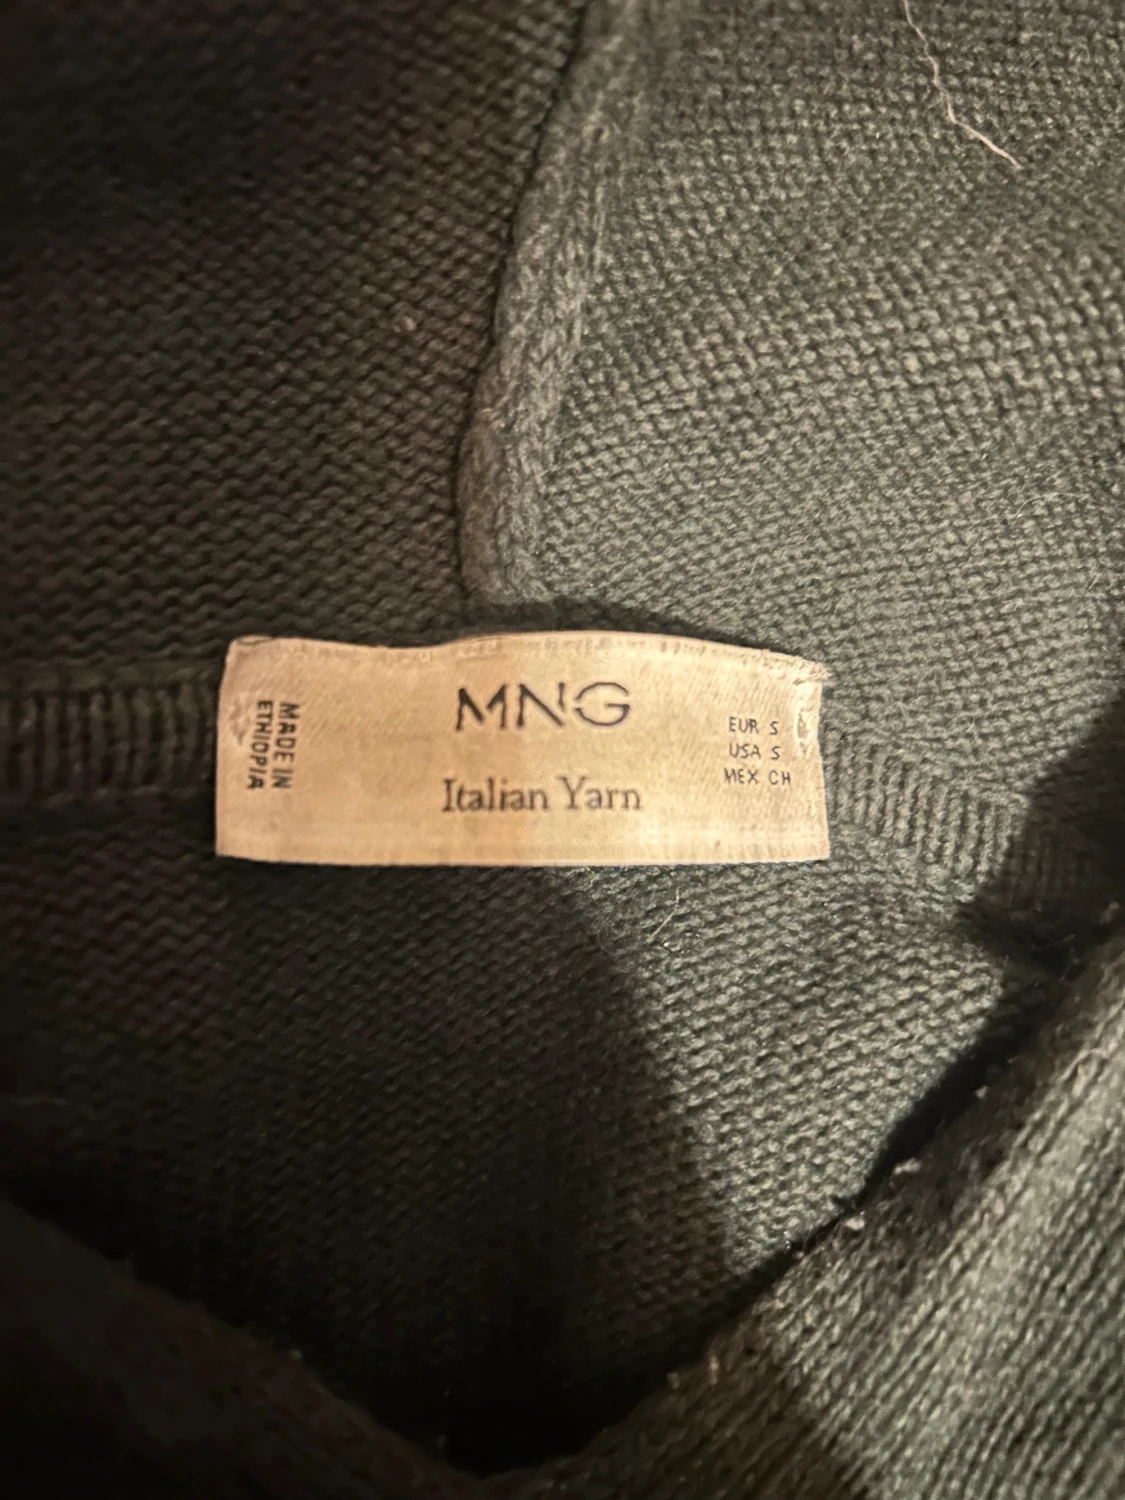 MADE IN
ETHIOPIA
MNG
Italian Yarn
EUR S
USA S
MEX CH